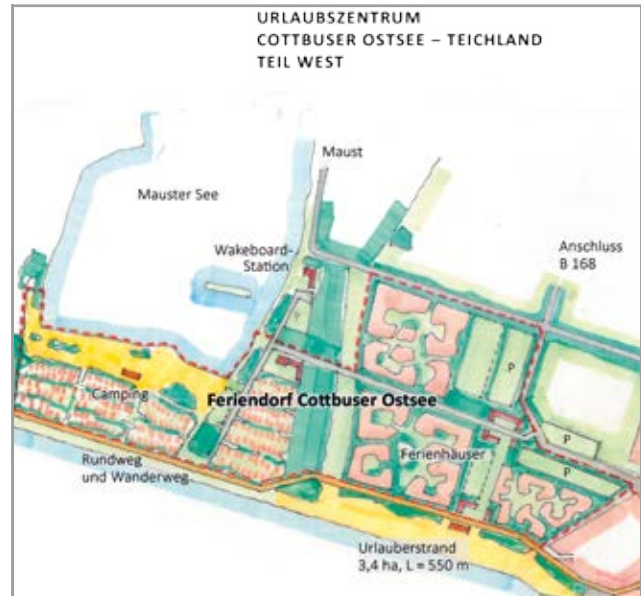 URLAUBSZENTRUM
COTTBUSER OSTSEE – TEICHLAND
TEIL WEST
Maust
Mauster See
Wakeboard-
Station
Anschluss
B 168
P
P
Camping
Feriendorf Cottbuser Ostsee
P
Ferienhäuser
P
Rundweg
und Wanderweg
Urlauberstrand
3,4 ha, L = 550 m